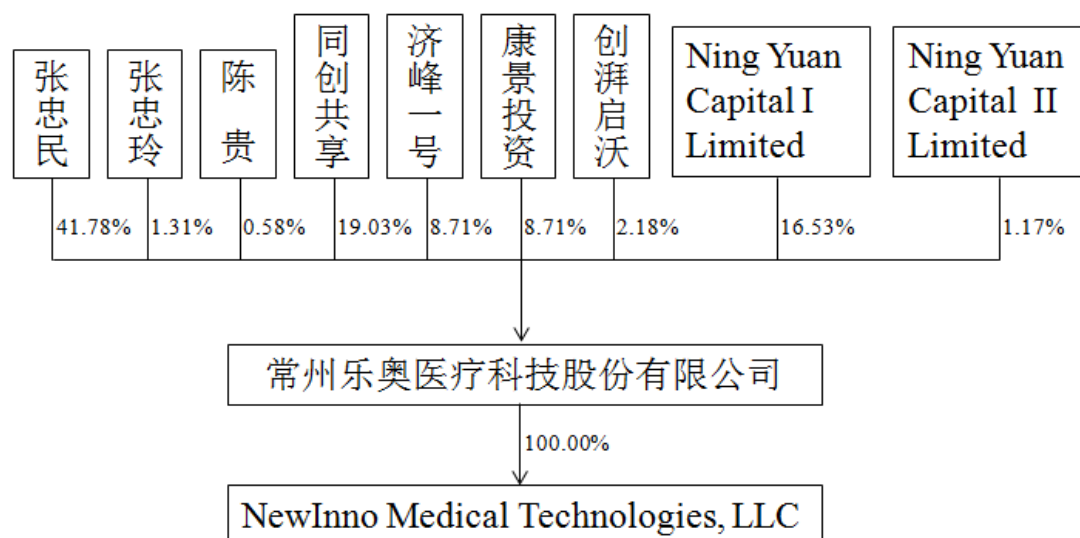 张忠民
张忠玲
陈贵
同创共享
济峰一号
康景投资
创湃启沃
Ning Yuan
Capital I
Limited
Ning Yuan
Capital II
Limited
41.78%
1.31%
0.58%
19.03%
8.71%
8.71%
2.18%
16.53%
1.17%
常州乐奥医疗科技股份有限公司
100.00%
NewInno Medical Technologies, LLC